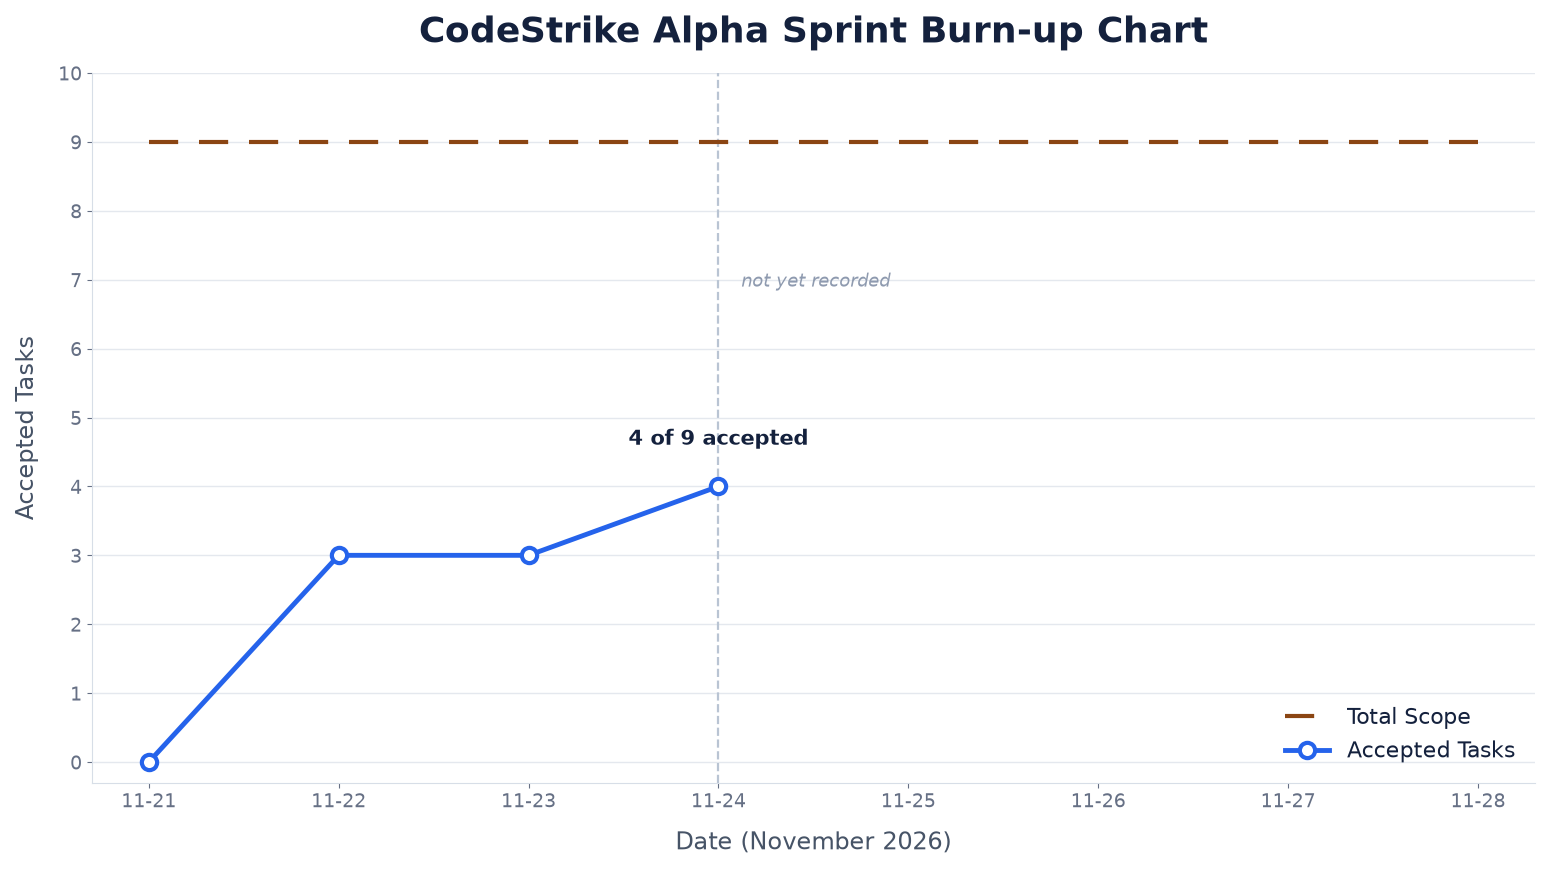 CodeStrike Alpha Sprint Burn-up Chart
Accepted Tasks
10
9
8
7
6
5
4
3
2
1
0
not yet recorded
4 of 9 accepted
Total Scope
Accepted Tasks
11-21
11-22
11-23
11-24
11-25
11-26
11-27
11-28
Date (November 2026)